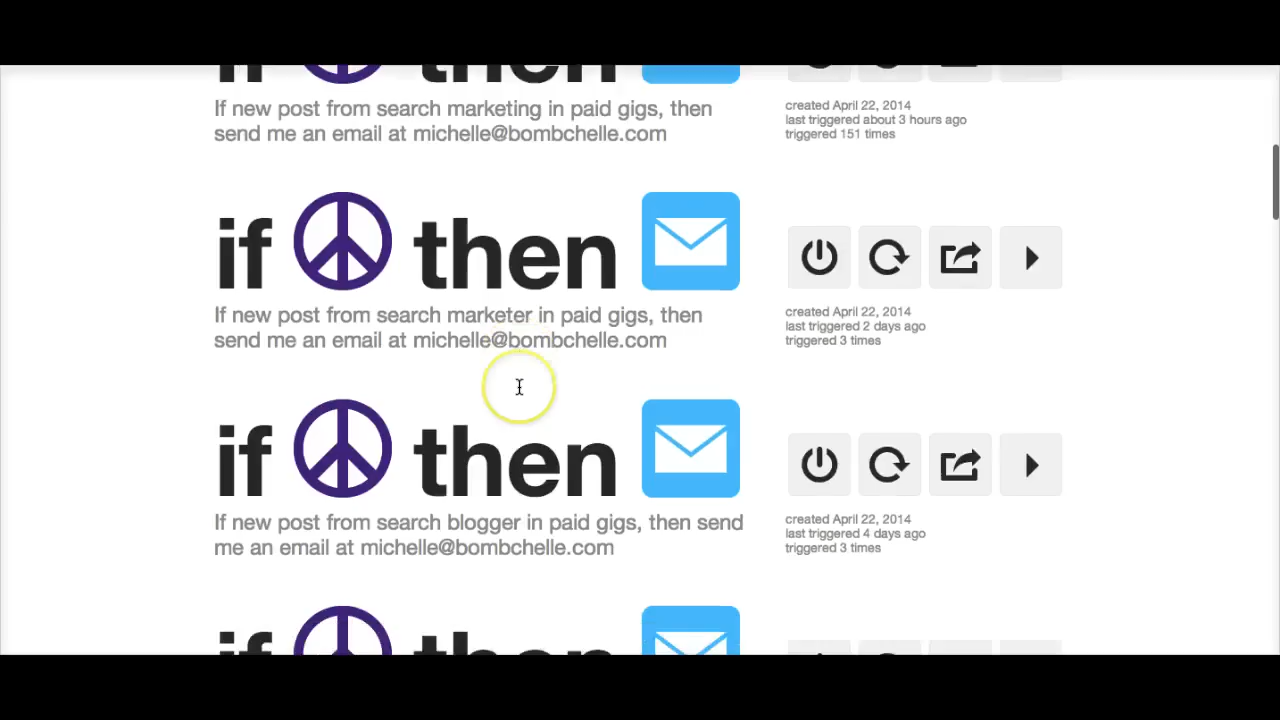 if then
If new post from search marketing in paid gigs, then
send me an email at michelle@bombchelle.com
created April 22, 2014
last triggered about 3 hours ago
triggered 151 times
if then
If new post from search marketer in paid gigs, then
send me an email at michelle@bombchelle.com
created April 22, 2014
last triggered 2 days ago
triggered 3 times
if then
If new post from search blogger in paid gigs, then send
me an email at michelle@bombchelle.com
created April 22, 2014
last triggered 4 days ago
triggered 3 times
if then